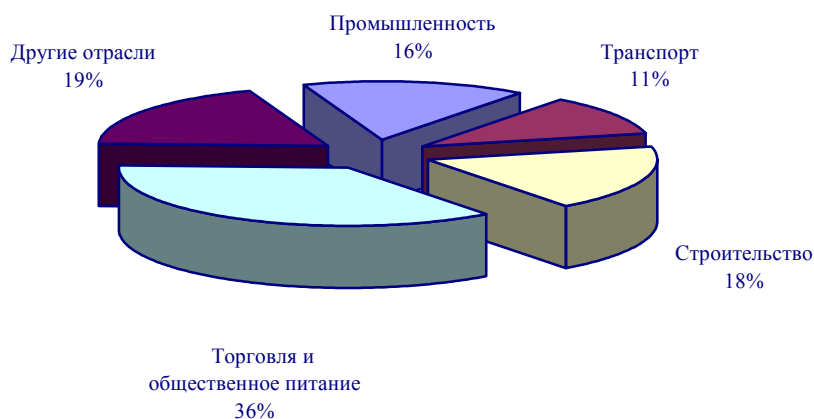 Промышленность
16%
Транспорт
11%
Другие отрасли
19%
Строительство
18%
Торговля и
общественное питание
36%